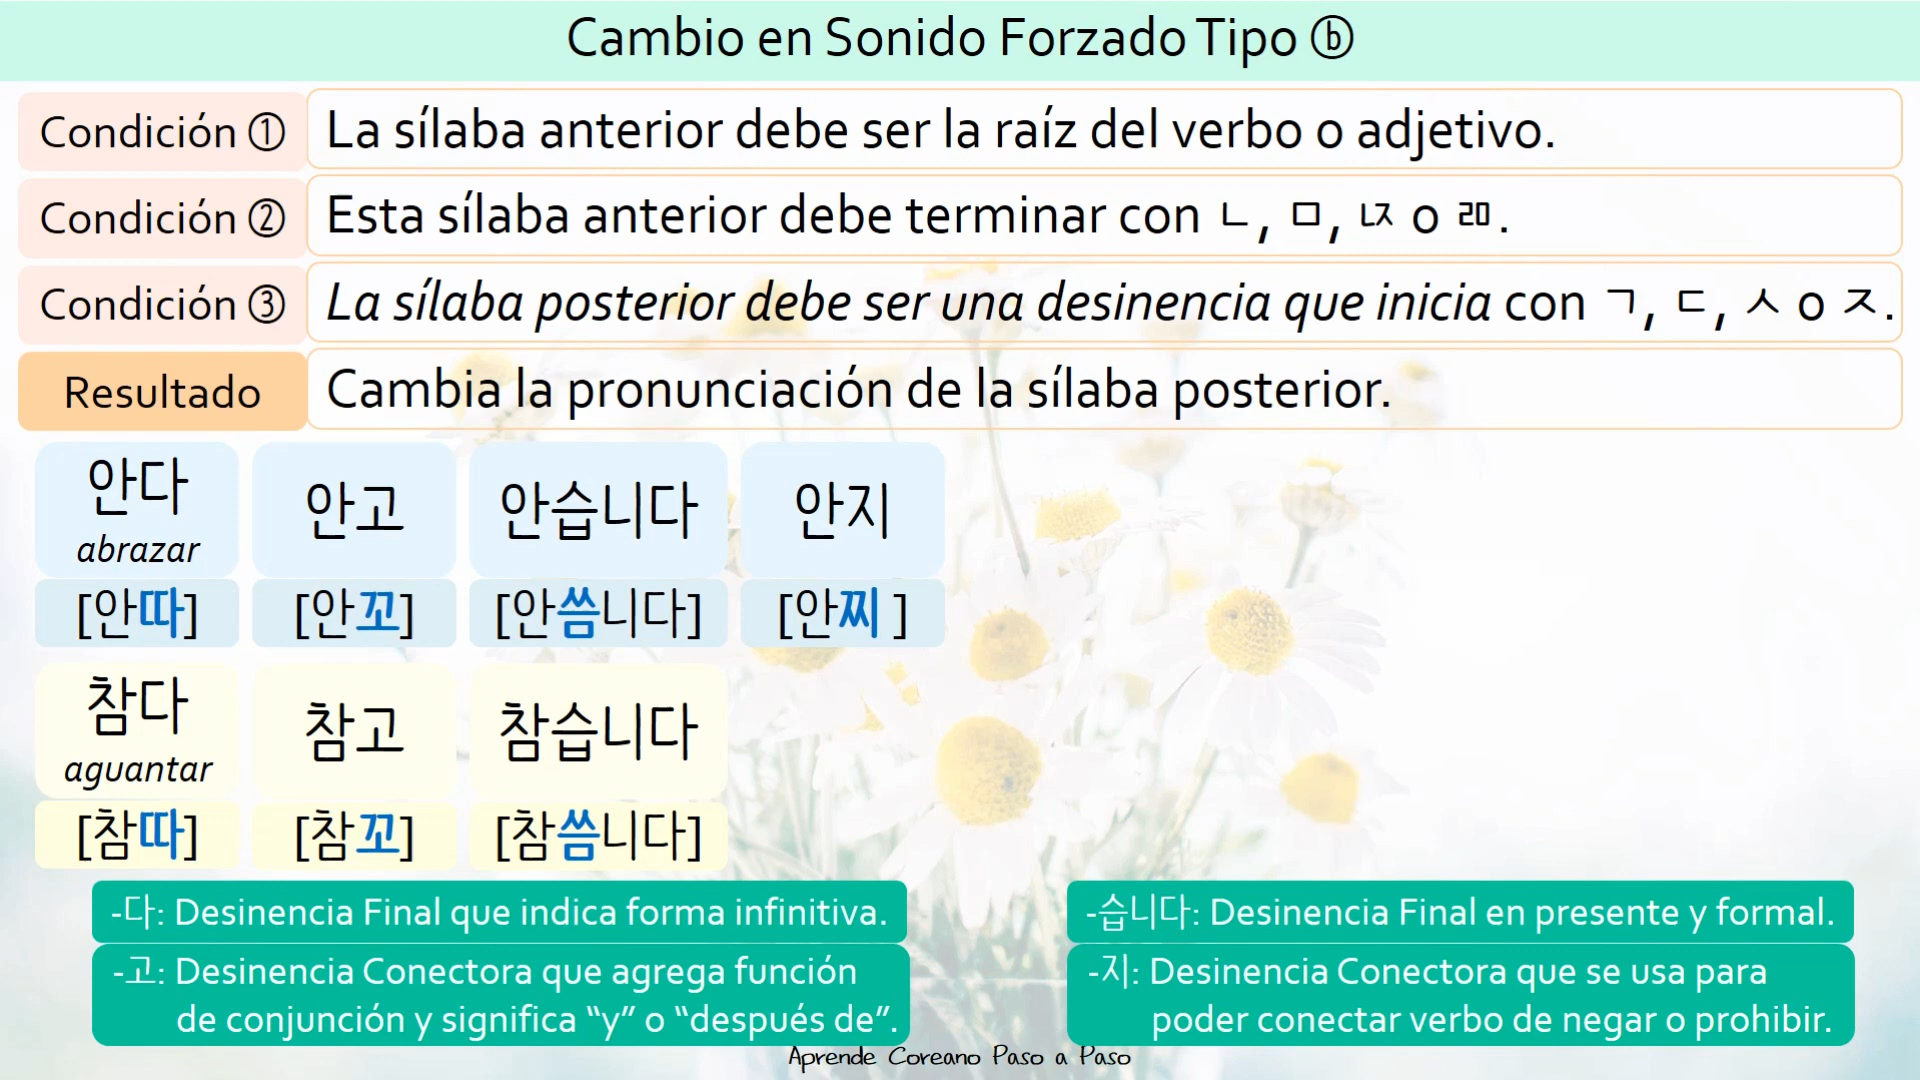 Cambio en Sonido Forzado Tipo ⓑ
Condición ① La sílaba anterior debe ser la raíz del verbo o adjetivo.
Condición ② Esta sílaba anterior debe terminar con ㄴ, ㅁ, ㄵ o ㄻ.
Condición ③ La sílaba posterior debe ser una desinencia que inicia con ㄱ, ㄷ, ㅅ o ㅈ.
Resultado Cambia la pronunciación de la sílaba posterior.
안다 안고 안습니다 안지
abrazar
[안따] [안꼬] [안씀니다] [안찌 ]
참다 참고 참습니다
aguantar
[참따] [참꼬] [참씀니다]
-다: Desinencia Final que indica forma infinitiva.
-고: Desinencia Conectora que agrega función
de conjunción y significa “y” o “después de”.
-습니다: Desinencia Final en presente y formal.
-지: Desinencia Conectora que se usa para
poder conectar verbo de negar o prohibir.
Aprende Coreano Paso a Paso